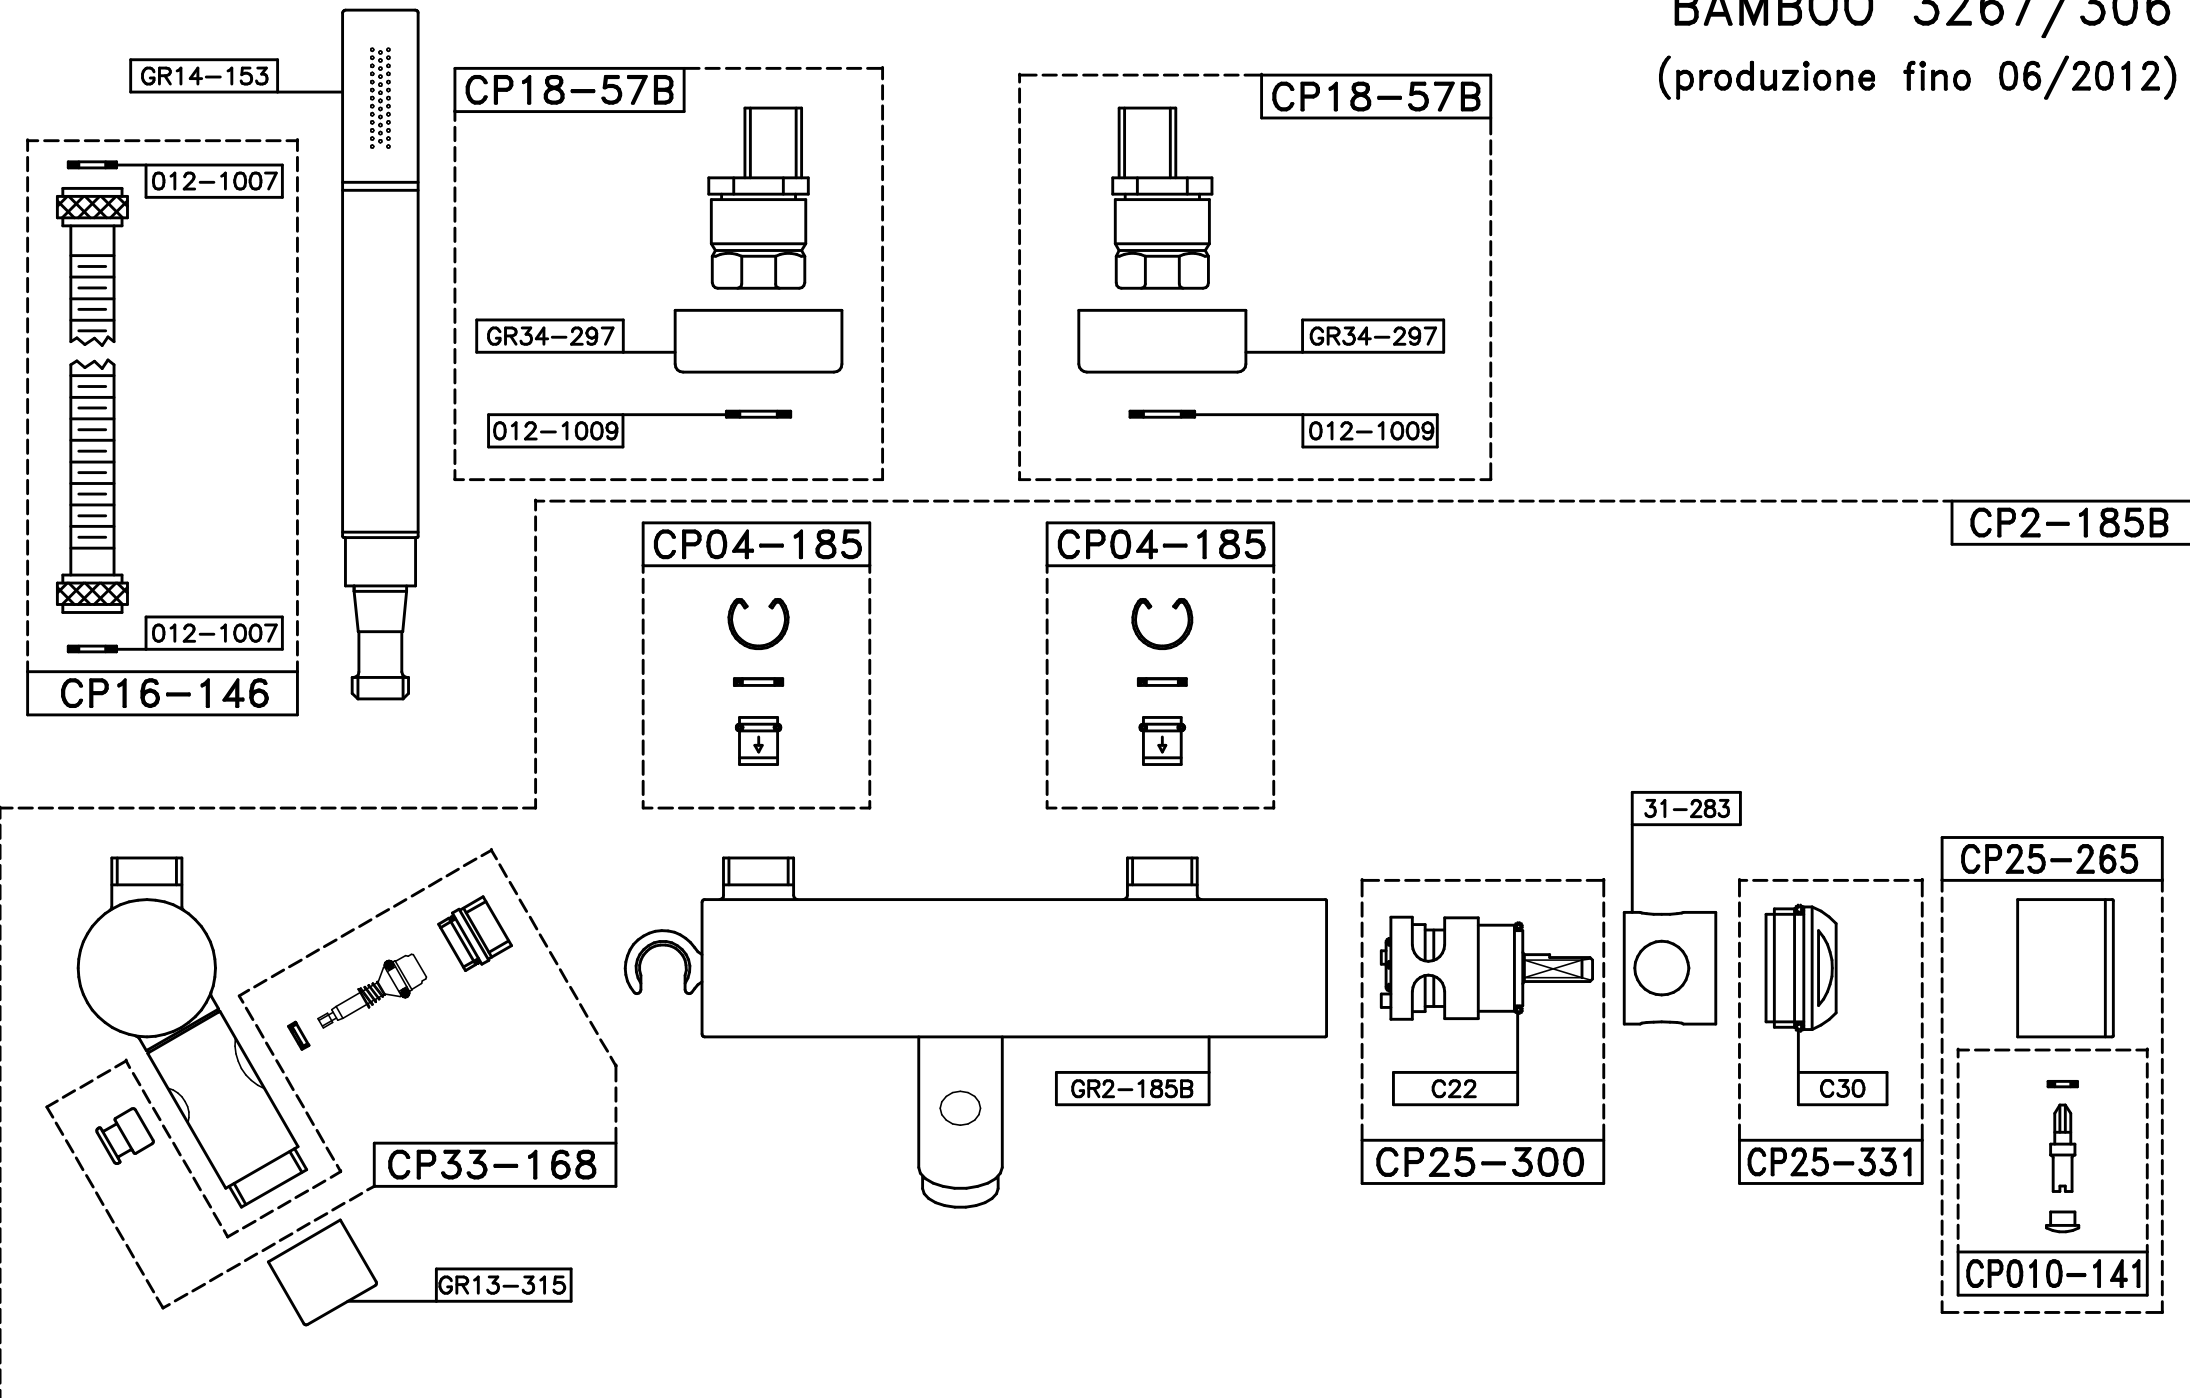 BAMBOO 3267/306
(produzione fino 06/2012)
GR14-153
CP18-57B
CP18-57B
012-1007
GR34-297
GR34-297
012-1009
012-1009
CP2-185B
CP04-185
CP04-185
012-1007
CP16-146
31-283
CP25-265
GR2-185B
C22
C30
CP33-168
CP25-300
CP25-331
CP010-141
GR13-315